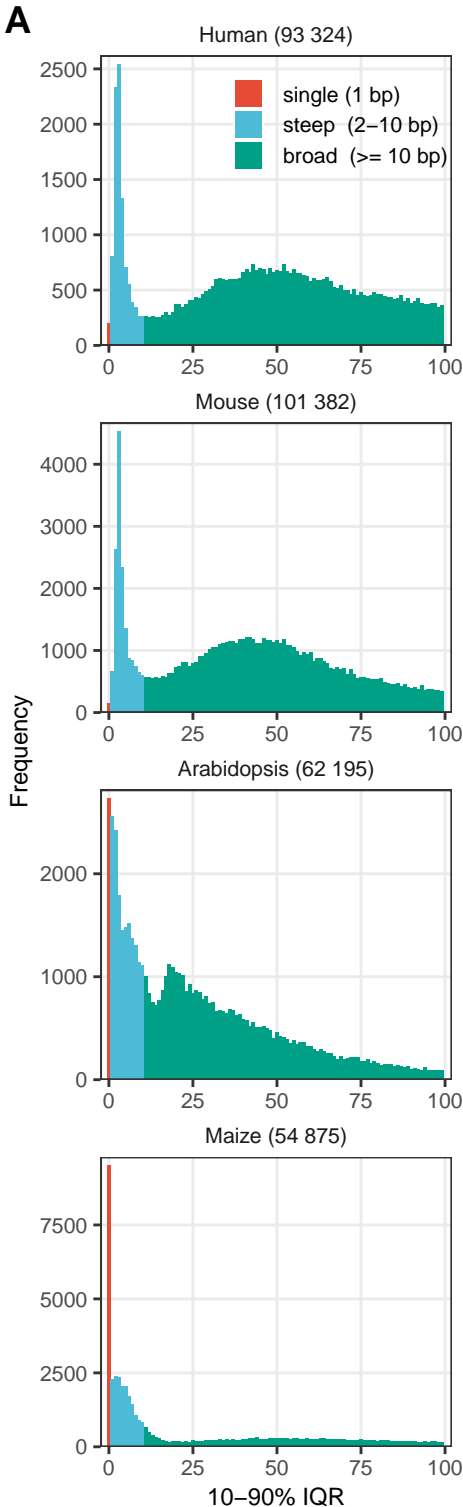 A
Human (93 324)
2500
2000
1500
1000
500
0
single (1 bp)
steep (2–10 bp)
broad (>= 10 bp)
0 25 50 75 100
Mouse (101 382)
4000
3000
2000
1000
0
0 25 50 75 100
Frequency
Arabidopsis (62 195)
2000
1000
0
0 25 50 75 100
Maize (54 875)
7500
5000
2500
0
0 25 50 75 100
10–90% IQR